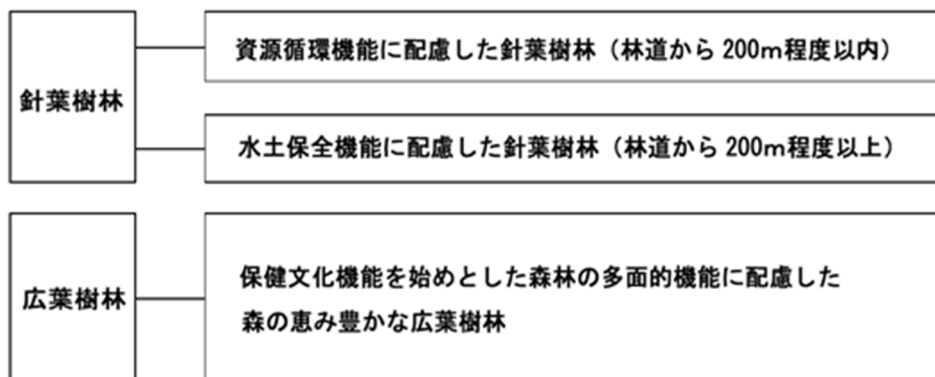 針葉樹林
資源循環機能に配慮した針葉樹林（林道から 200m程度以内）
水土保全機能に配慮した針葉樹林（林道から 200m程度以上）
広葉樹林
保健文化機能を始めとした森林の多面的機能に配慮した
森の恵み豊かな広葉樹林